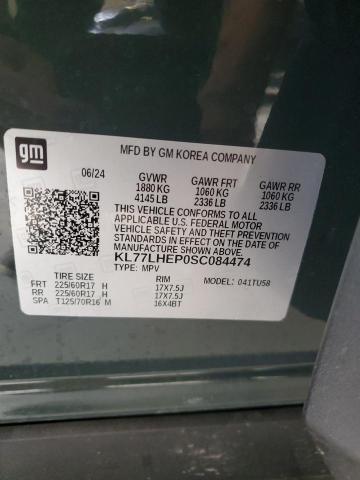 gm
MFD BY GM KOREA COMPANY
06/24 GVWR GAWR FRT GAWR RR
1880 KG 1060 KG 1060 KG
4145 LB 2336 LB 2336 LB
THIS VEHICLE CONFORMS TO ALL
APPLICABLE U.S. FEDERAL MOTOR
VEHICLE SAFETY AND THEFT
PREVENTION STANDARDS IN
EFFECT ON THE DATE OF
MANUFACTURE SHOWN ABOVE.
KL77LHEP0SC084474
TYPE: MPV
TIRE SIZE RIM MODEL: 041TU58
FRT 225/60R17 H 17X7.5J
RR 225/60R17 H 17X7.5J
SPA T125/70R16 M 16X4BT